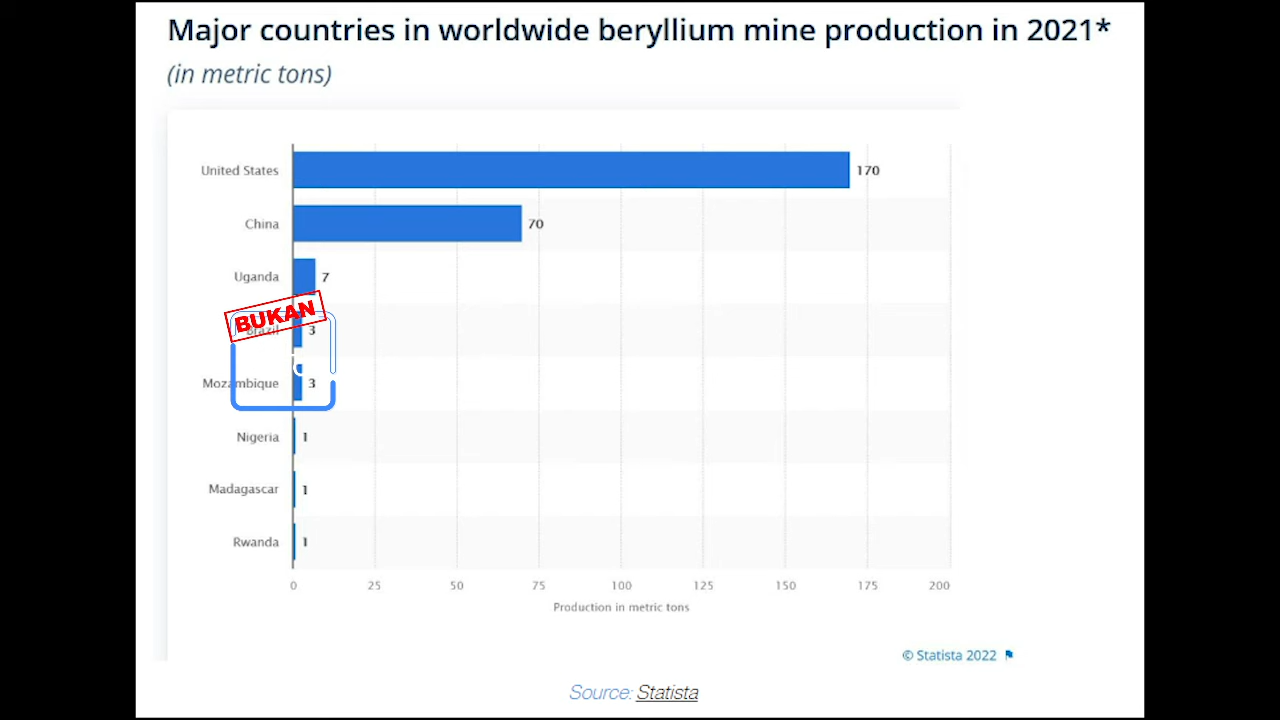 Major countries in worldwide beryllium mine production in 2021*
(in metric tons)
United States 170
China 70
Uganda 7
BUKAN
Brazil 3
Mozambique 3
Nigeria 1
Madagascar 1
Rwanda 1
0 25 50 75 100 125 150 175 200
Production in metric tons
© Statista 2022
Source: Statista